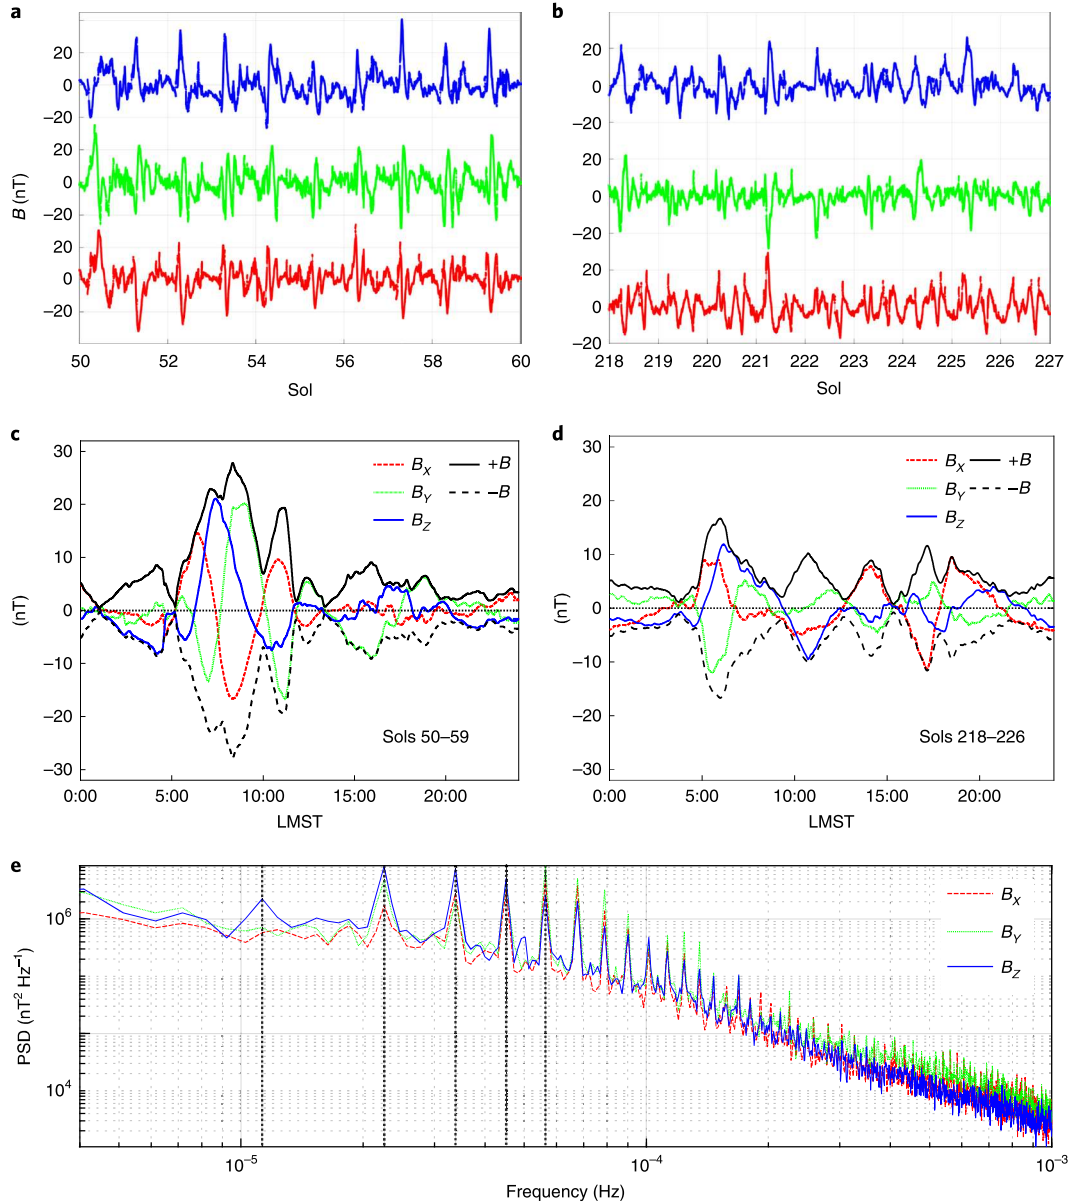 a
20
0
−20
20
0
−20
20
0
−20
B (nT)
50 52 54 56 58 60
Sol
b
20
0
−20
20
0
−20
20
0
−20
218 219 220 221 222 223 224 225 226 227
Sol
c
30
20
10
0
−10
−20
−30
(nT)
BX +B
BY −B
BZ
Sols 50–59
0:00 5:00 10:00 15:00 20:00
LMST
d
30
20
10
0
−10
−20
−30
(nT)
BX +B
BY −B
BZ
Sols 218–226
0:00 5:00 10:00 15:00 20:00
LMST
e
10⁶
10⁴
PSD (nT² Hz⁻¹)
BX
BY
BZ
10⁻⁵ 10⁻⁴ 10⁻³
Frequency (Hz)